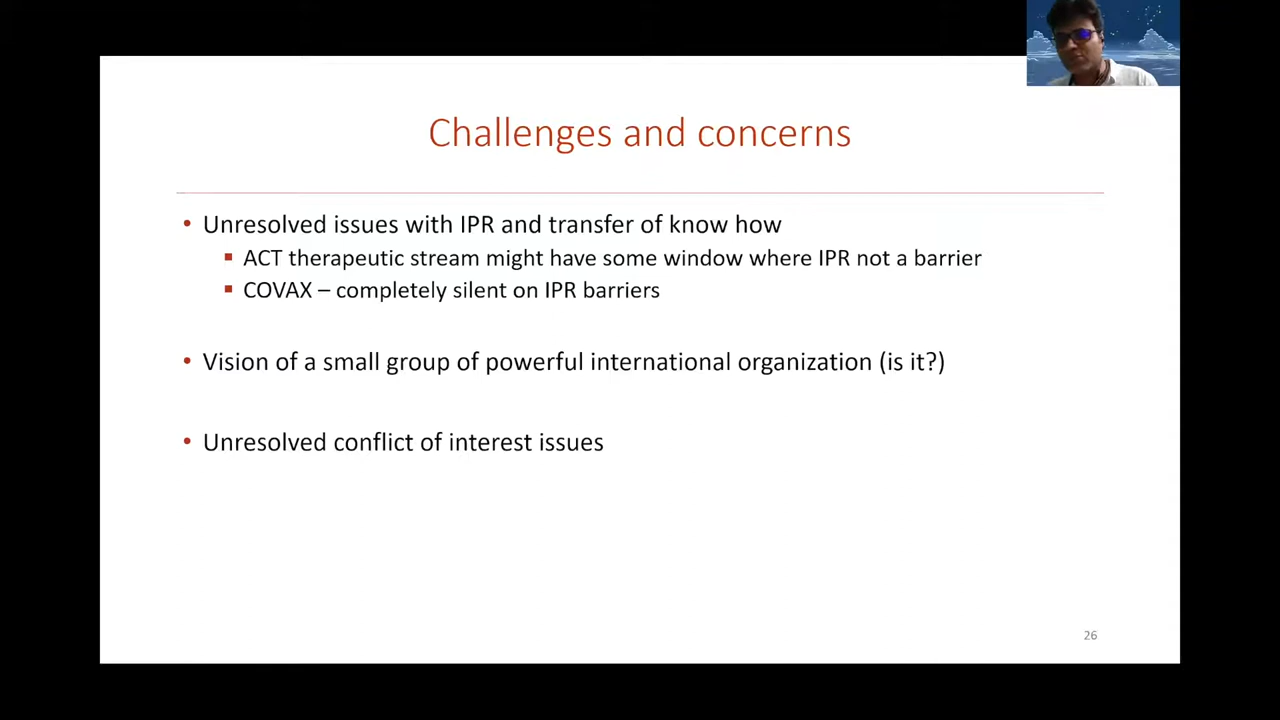 Challenges and concerns
• Unresolved issues with IPR and transfer of know how
▪ ACT therapeutic stream might have some window where IPR not a barrier
▪ COVAX – completely silent on IPR barriers
• Vision of a small group of powerful international organization (is it?)
• Unresolved conflict of interest issues
26